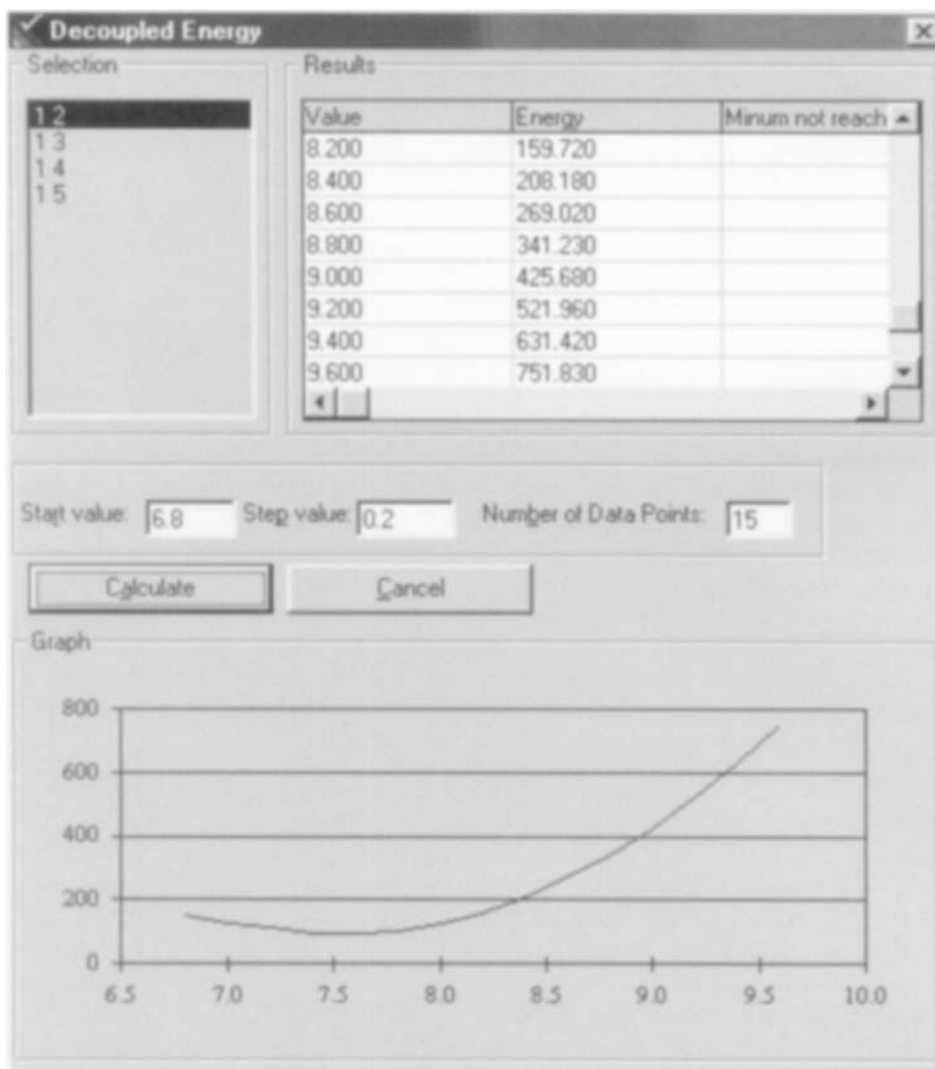 Decoupled Energy
Selection
1 2
1 3
1 4
1 5
Results
Value Energy Minum not reach
8.200 159.720
8.400 208.180
8.600 269.020
8.800 341.230
9.000 425.680
9.200 521.960
9.400 631.420
9.600 751.830
Start value: 6.8 Step value: 0.2 Number of Data Points: 15
Calculate Cancel
Graph
800
600
400
200
0
6.5 7.0 7.5 8.0 8.5 9.0 9.5 10.0